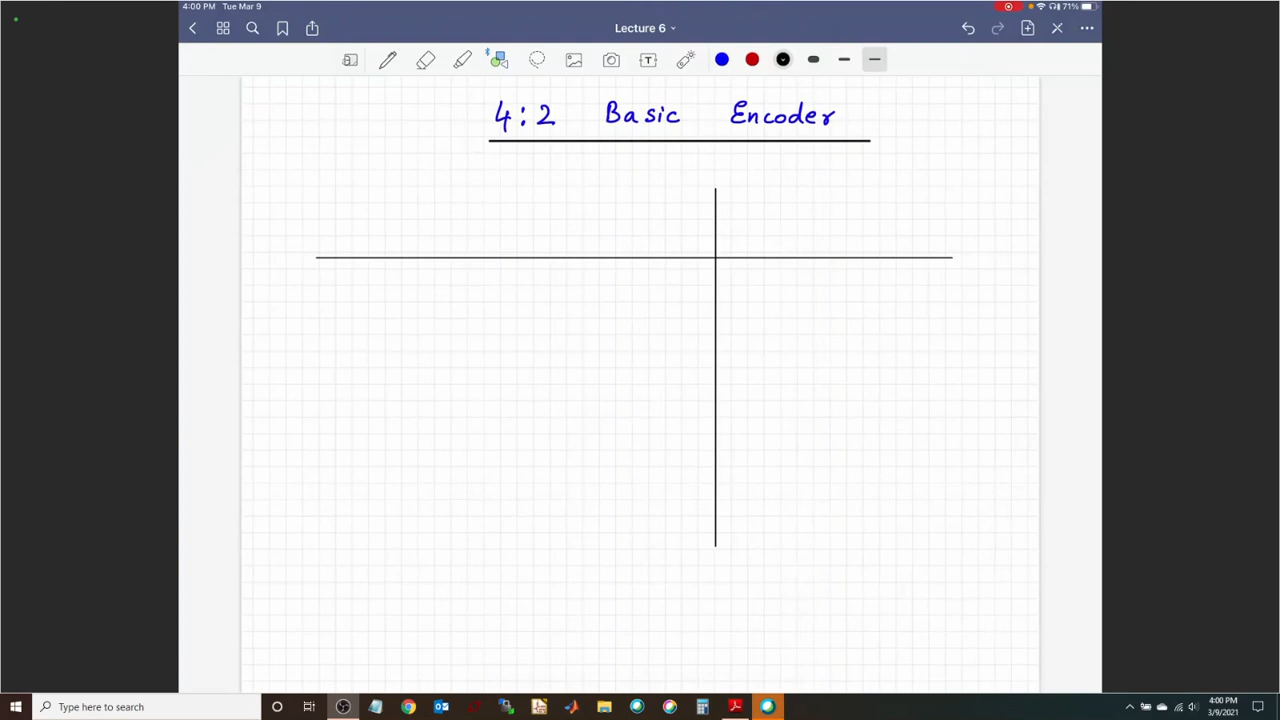 4:00 PM Tue Mar 9
71%
Lecture 6
T
4:2 Basic Encoder
Type here to search
4:00 PM
3/9/2021